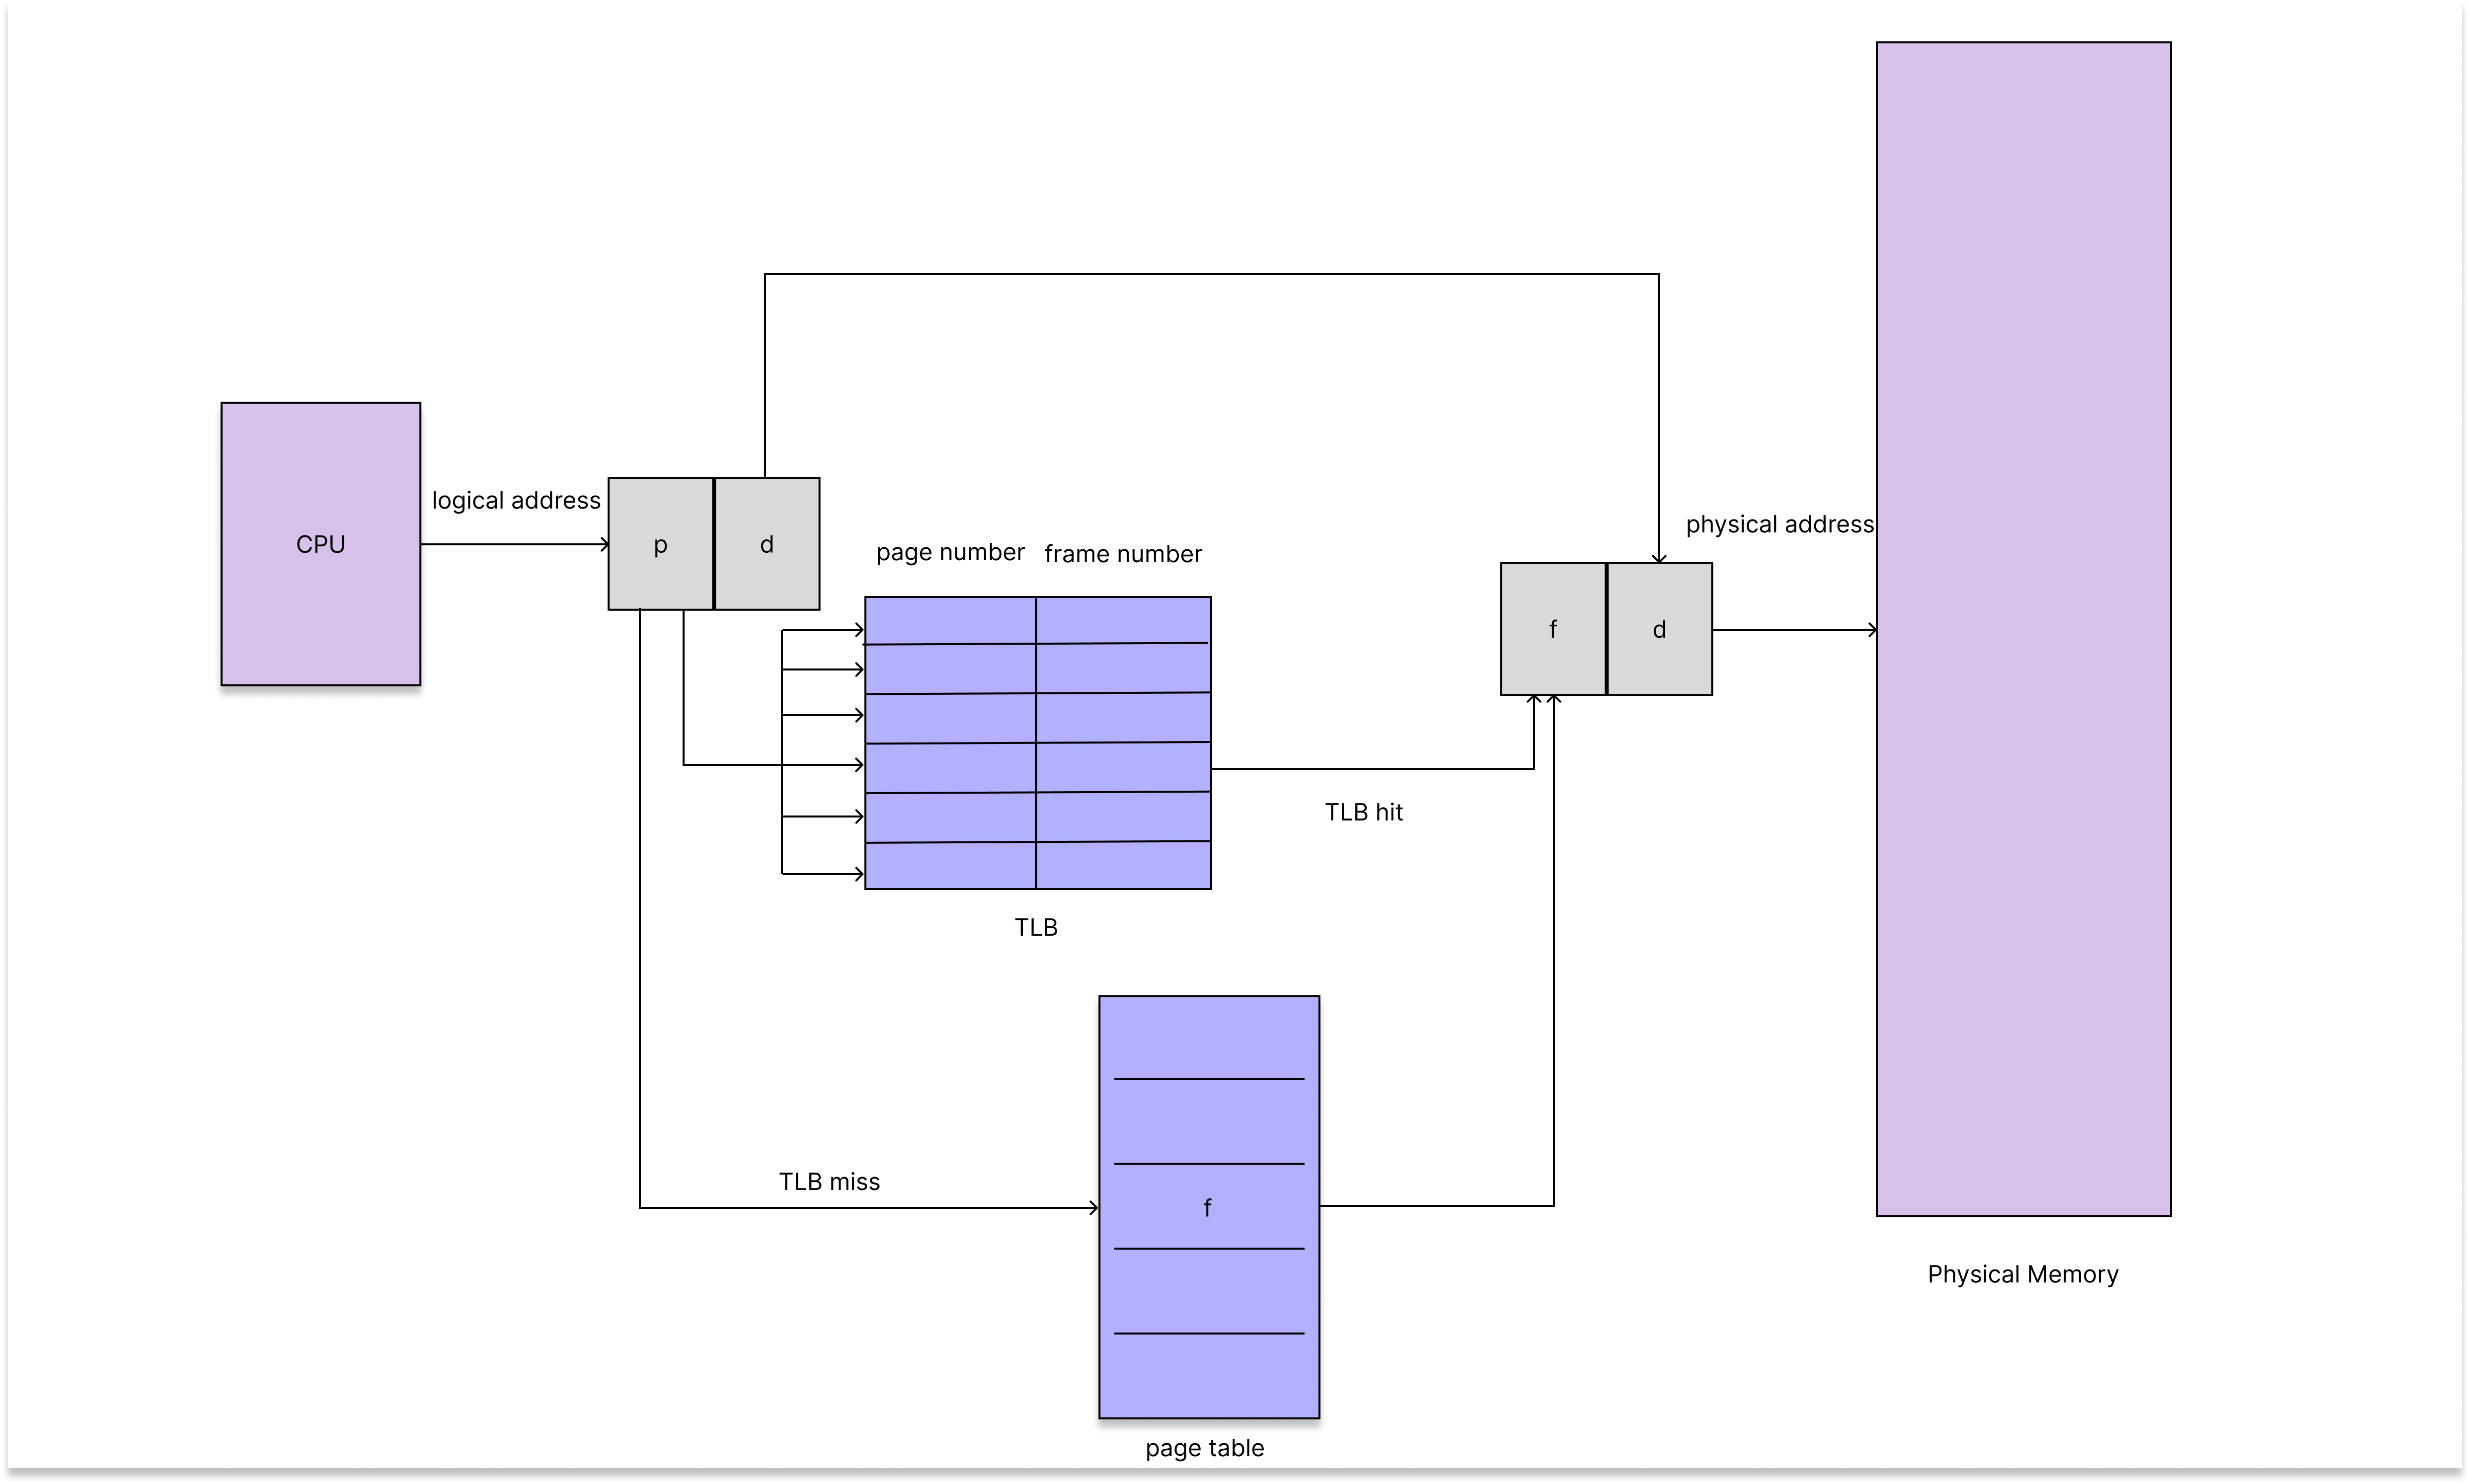 CPU
logical address
p
d
page number
frame number
TLB
TLB hit
TLB miss
f
page table
f
d
physical address
Physical Memory